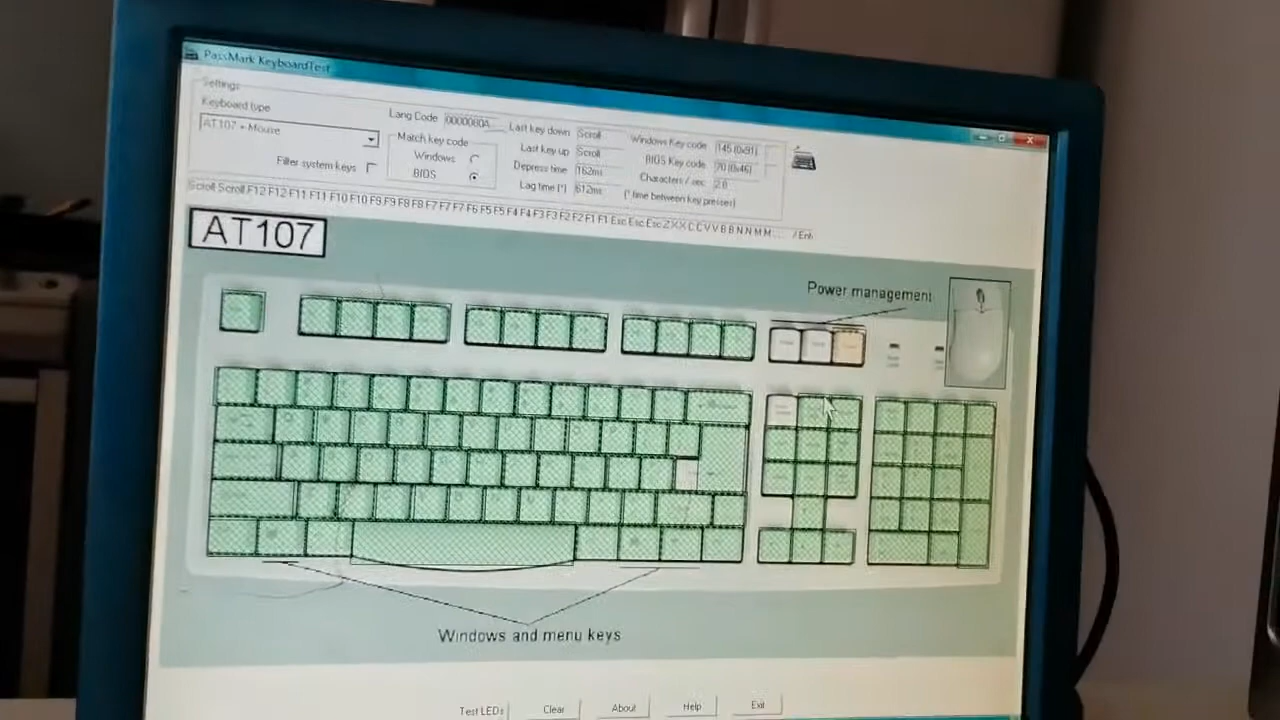 PassMark KeyboardTest
Settings
Keyboard type
AT107 + Mouse
Filter system keys
Lang Code 0000080A
Match key code
Windows
BIOS
Last key down Scroll
Last key up Scroll
Depress time 162ms
Lag time (*) 612ms
Windows Key code 145 (0x91)
BIOS Key code 70 (0x46)
Characters / sec 2.0
(* time between key presses)
Scroll Scroll F12 F12 F11 F11 F10 F10 F9 F9 F8 F8 F7 F7 F6 F6 F5 F5 F4 F4 F3 F3 F2 F2 F1 F1 Esc Esc Esc Z X X C C V V B B N N M M
AT107
Power management
Windows and menu keys
Test LEDs
Clear
About
Help
Exit